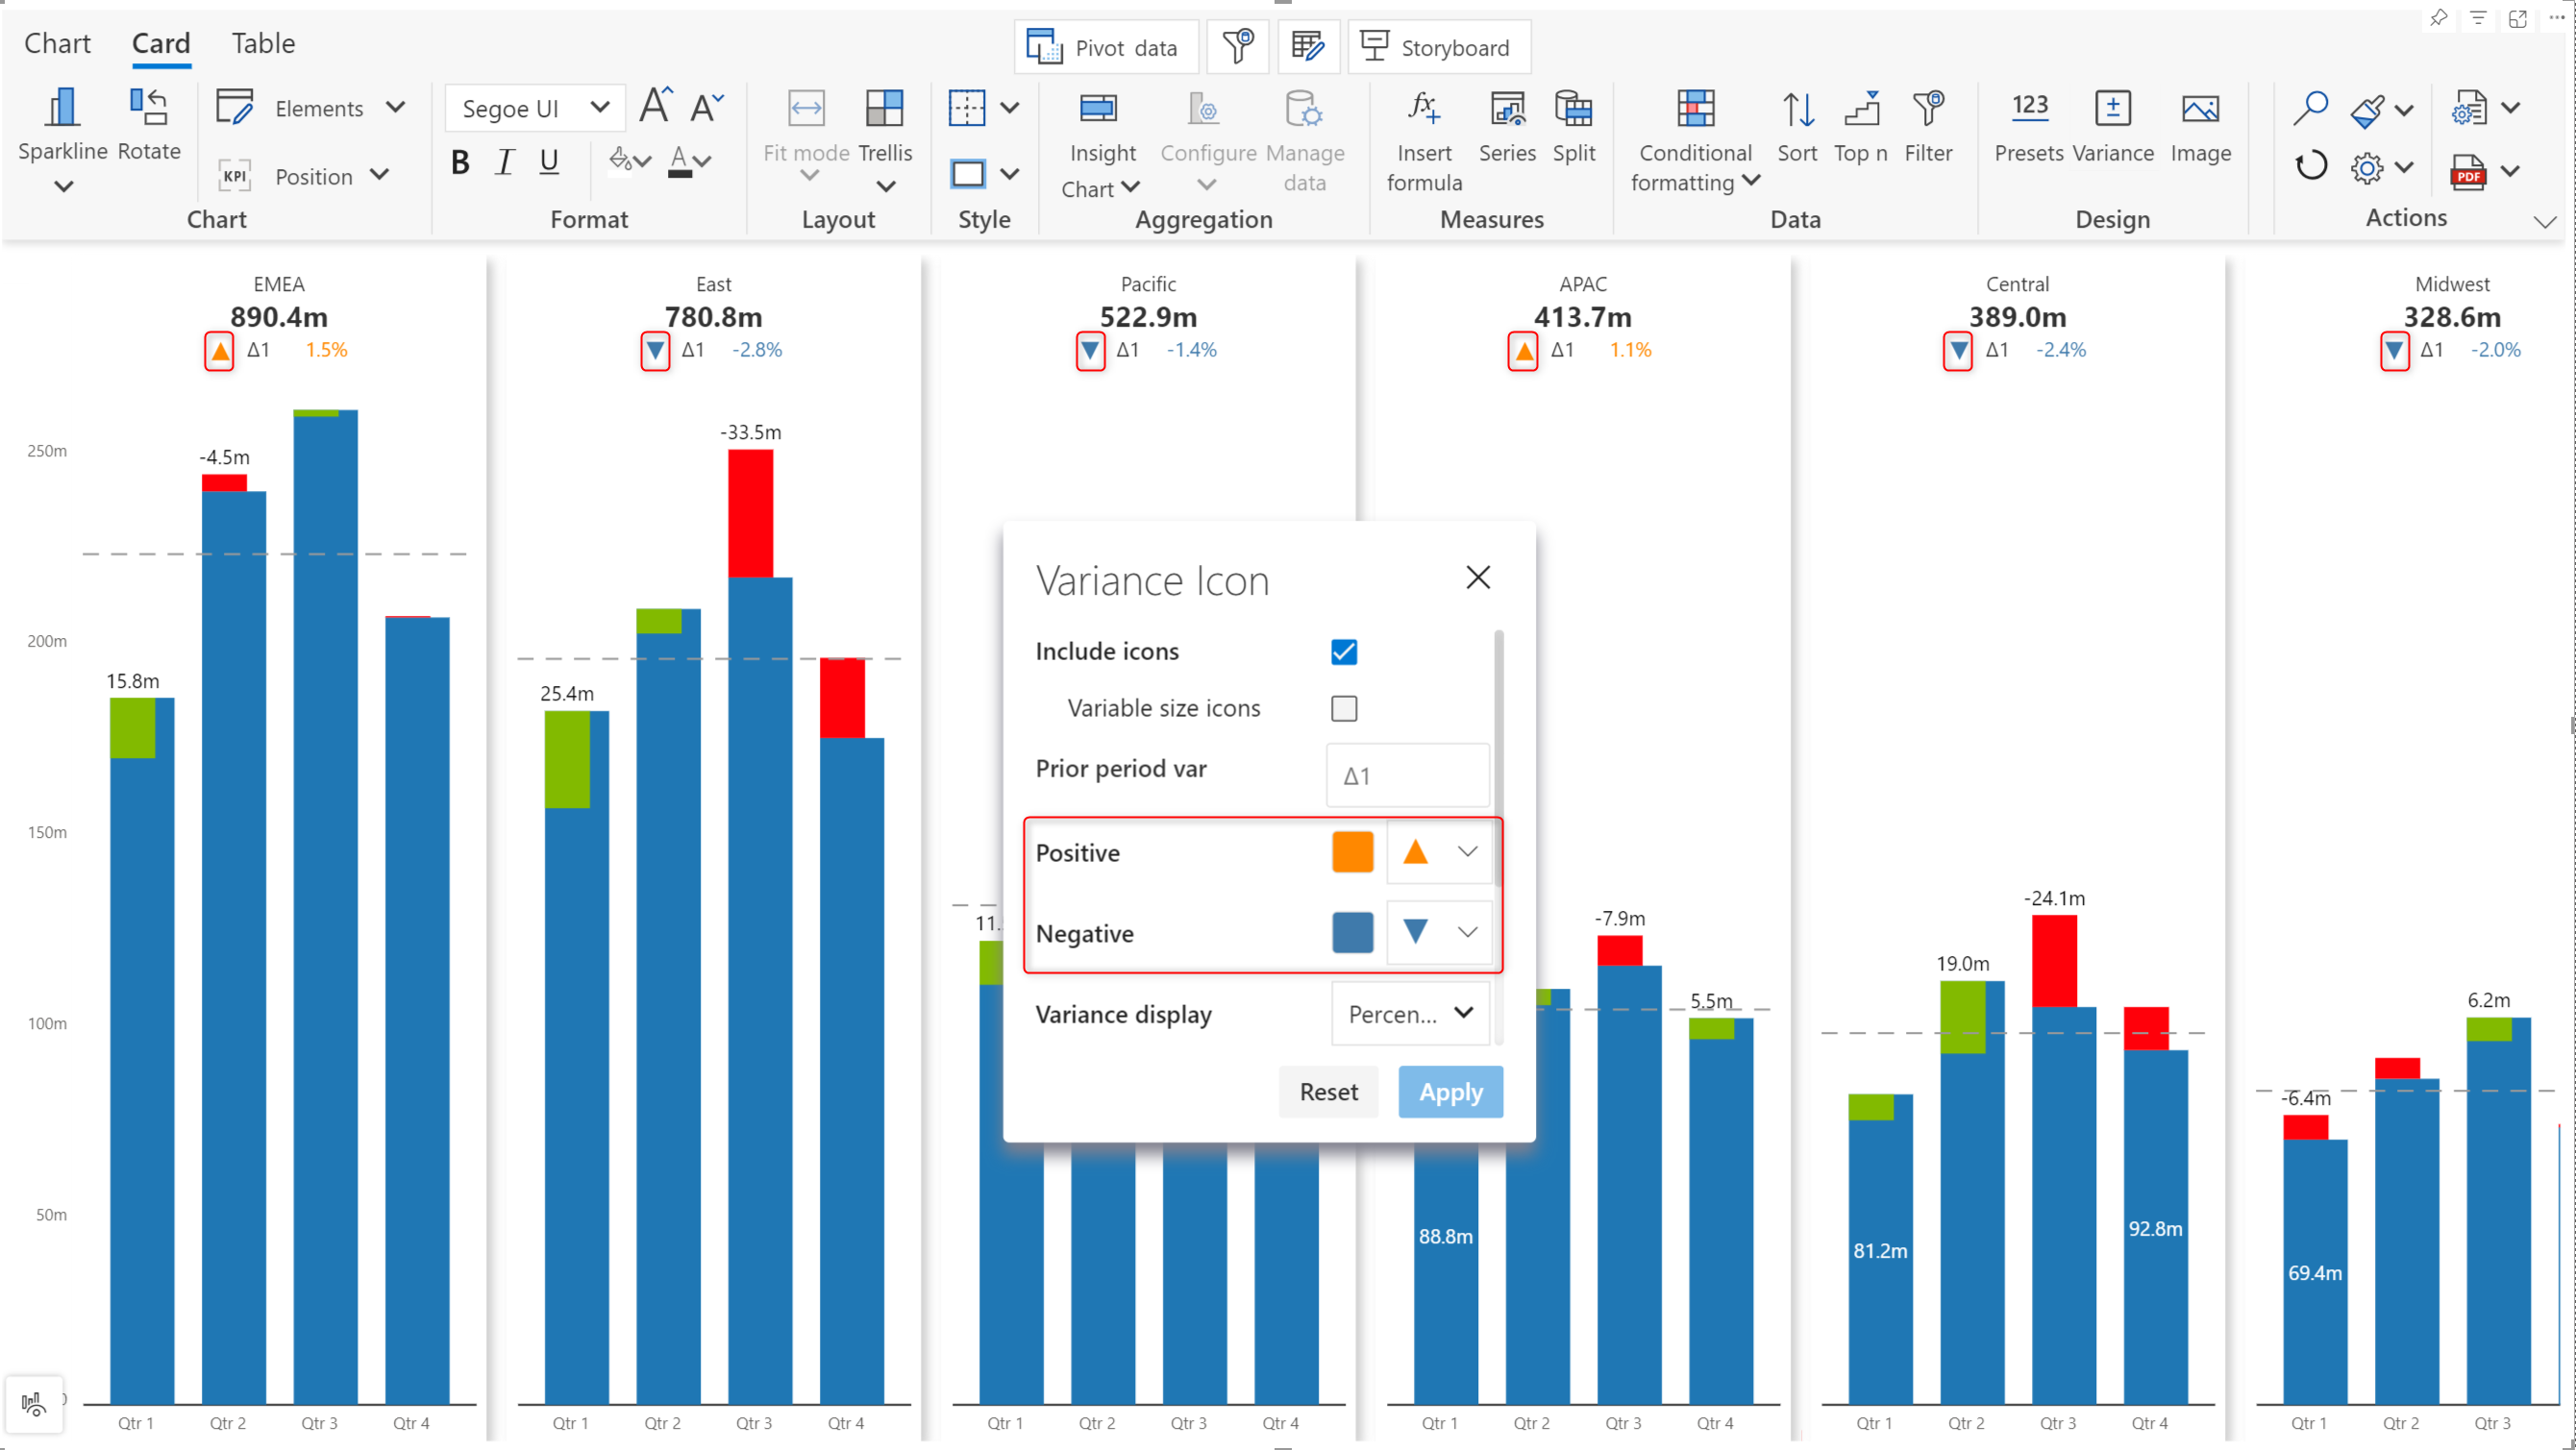 Chart Card Table
Pivot data Storyboard
Sparkline Rotate
Elements
KPI Position
Chart
Segoe UI A A
B I U A
Format
Fit mode Trellis
Layout
Style
Insight Chart
Configure
Manage data
Aggregation
fx Insert formula
Series
Split
Measures
Conditional formatting
Sort
Top n
Filter
Data
123 Presets
Variance
Image
Design
PDF
Actions
EMEA
890.4m
Δ1 1.5%
East
780.8m
Δ1 -2.8%
Pacific
522.9m
Δ1 -1.4%
APAC
413.7m
Δ1 1.1%
Central
389.0m
Δ1 -2.4%
Midwest
328.6m
Δ1 -2.0%
250m
200m
150m
100m
50m
0
15.8m
-4.5m
Qtr 1 Qtr 2 Qtr 3 Qtr 4
25.4m
-33.5m
Qtr 1 Qtr 2 Qtr 3 Qtr 4
11.
Qtr 1 Qtr 2 Qtr 3 Qtr 4
Variance Icon
Include icons
Variable size icons
Prior period var Δ1
Positive
Negative
Variance display Percen...
Reset Apply
-7.9m
5.5m
88.8m
Qtr 1 Qtr 2 Qtr 3 Qtr 4
19.0m
-24.1m
81.2m
92.8m
Qtr 1 Qtr 2 Qtr 3 Qtr 4
-6.4m
6.2m
69.4m
Qtr 1 Qtr 2 Qtr 3